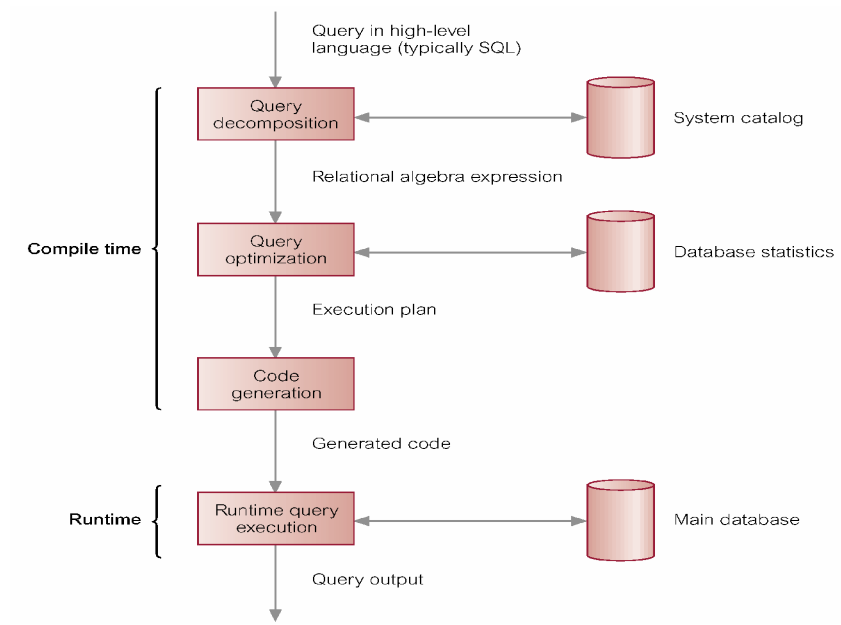 Query in high-level
language (typically SQL)
Query
decomposition
System catalog
Relational algebra expression
Compile time
Query
optimization
Database statistics
Execution plan
Code
generation
Generated code
Runtime
Runtime query
execution
Main database
Query output